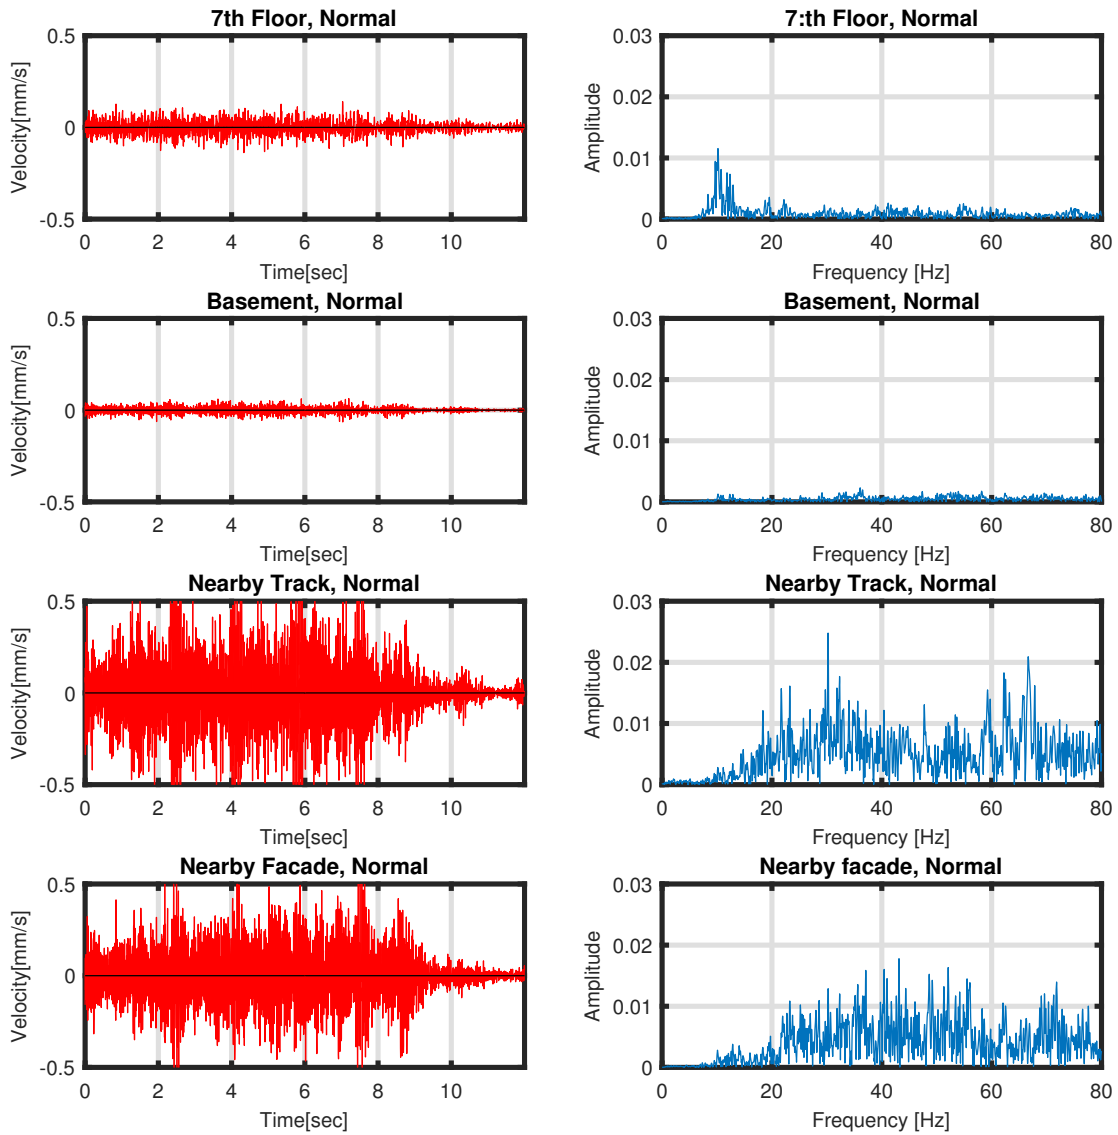 7th Floor, Normal
0.5
0
-0.5
Velocity[mm/s]
0 2 4 6 8 10
Time[sec]
7:th Floor, Normal
0.03
0.02
0.01
0
Amplitude
0 20 40 60 80
Frequency [Hz]
Basement, Normal
0.5
0
-0.5
Velocity[mm/s]
0 2 4 6 8 10
Time[sec]
Basement, Normal
0.03
0.02
0.01
0
Amplitude
0 20 40 60 80
Frequency [Hz]
Nearby Track, Normal
0.5
0
-0.5
Velocity[mm/s]
0 2 4 6 8 10
Time[sec]
Nearby Track, Normal
0.03
0.02
0.01
0
Amplitude
0 20 40 60 80
Frequency [Hz]
Nearby Facade, Normal
0.5
0
-0.5
Velocity[mm/s]
0 2 4 6 8 10
Time[sec]
Nearby facade, Normal
0.03
0.02
0.01
0
Amplitude
0 20 40 60 80
Frequency [Hz]